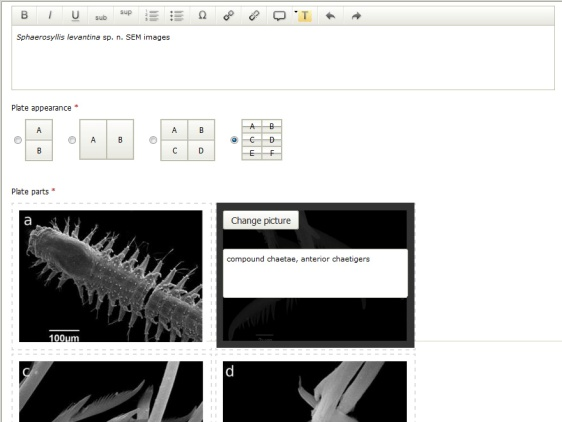 B I U sub sup Ω T
Sphaerosyllis levantina sp. n. SEM images
Plate appearance *
A
B
A B
A B
C D
A B
C D
E F
Plate parts *
a
100µm
Change picture
compound chaetae, anterior chaetigers
c
d